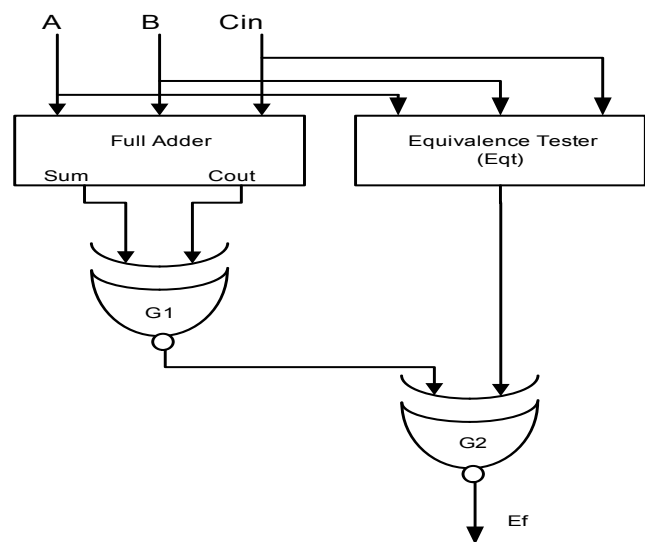 A B Cin
Full Adder
Sum Cout
Equivalence Tester
(Eqt)
G1
G2
Ef